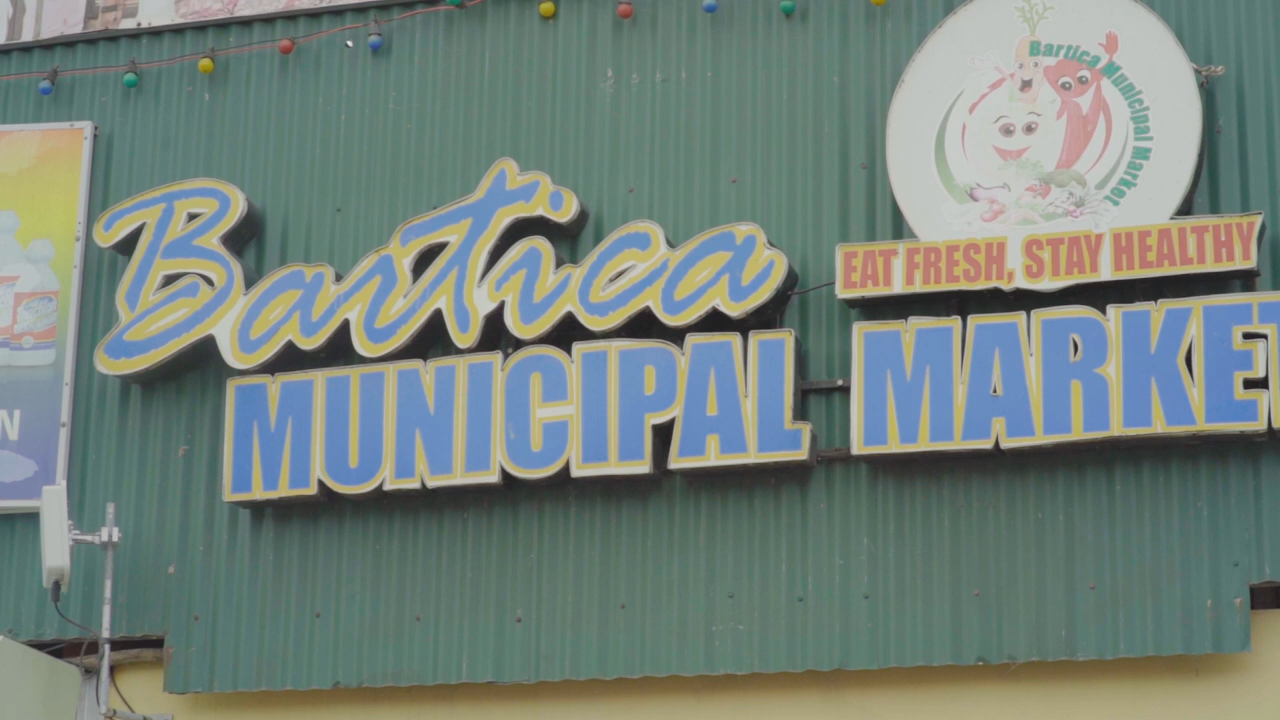 Bartica Municipal Market
EAT FRESH, STAY HEALTHY
Bartica
MUNICIPAL MARKET
N